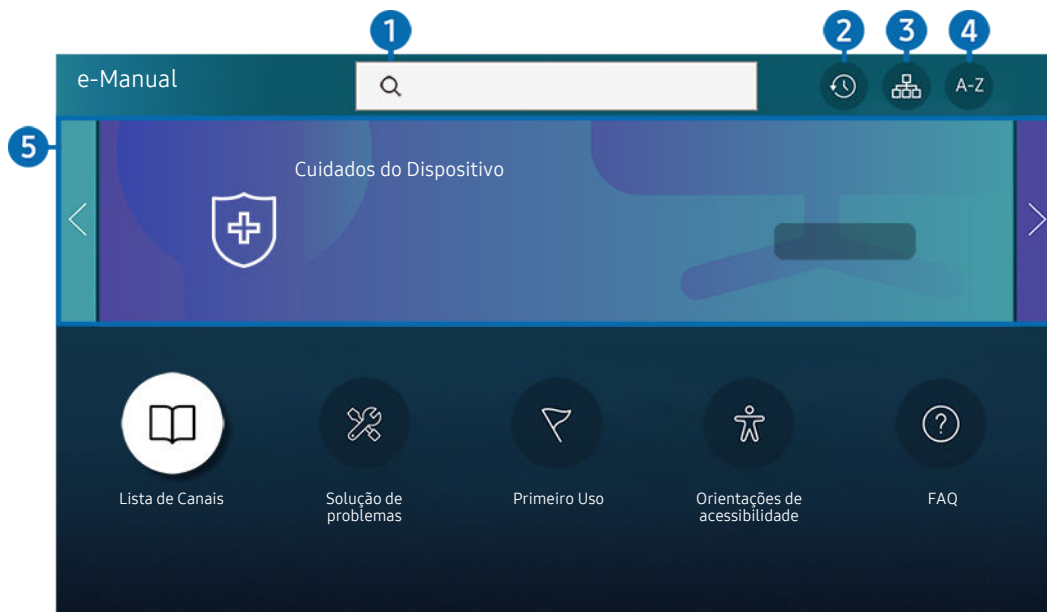 1
2
3
4
e-Manual
A-Z
5
Cuidados do Dispositivo
Lista de Canais
Solução de
problemas
Primeiro Uso
Orientações de
acessibilidade
?
FAQ